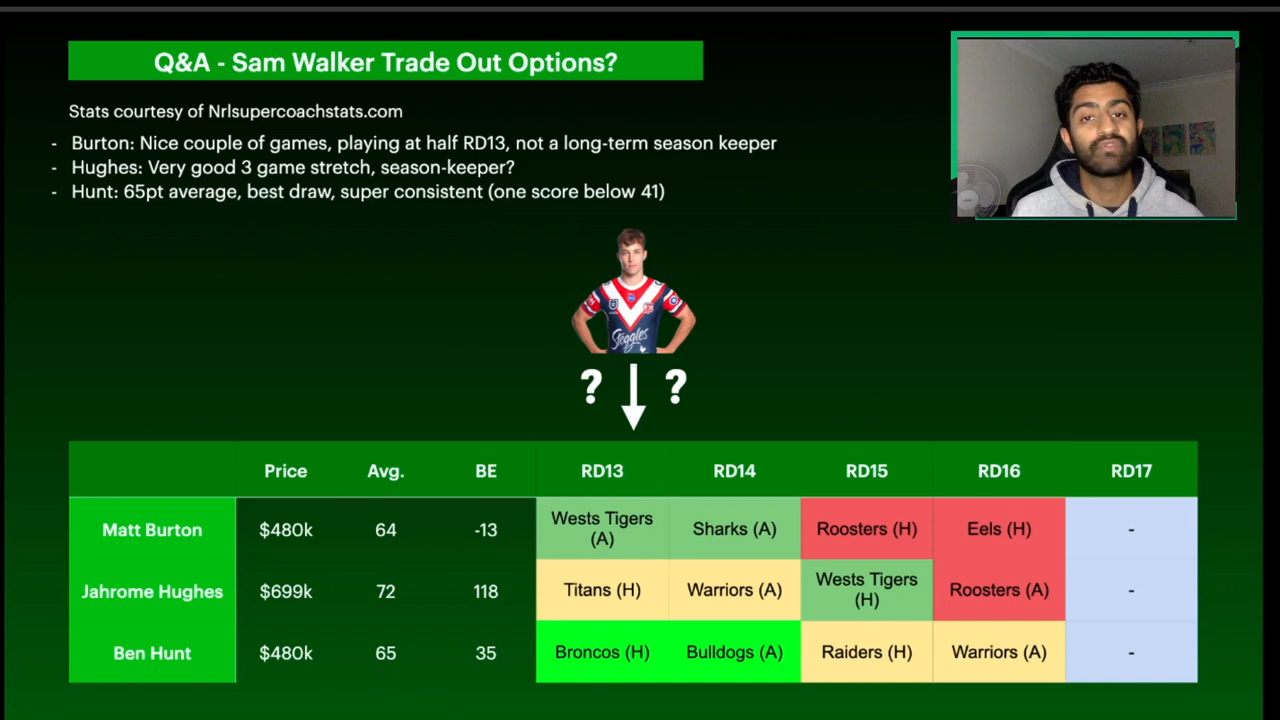 Q&A - Sam Walker Trade Out Options?
Stats courtesy of Nrlsupercoachstats.com
- Burton: Nice couple of games, playing at half RD13, not a long-term season keeper
- Hughes: Very good 3 game stretch, season-keeper?
- Hunt: 65pt average, best draw, super consistent (one score below 41)
Steggles
? ?
Price Avg. BE RD13 RD14 RD15 RD16 RD17
Matt Burton $480k 64 -13 Wests Tigers (A) Sharks (A) Roosters (H) Eels (H) -
Jahrome Hughes $699k 72 118 Titans (H) Warriors (A) Wests Tigers (H) Roosters (A) -
Ben Hunt $480k 65 35 Broncos (H) Bulldogs (A) Raiders (H) Warriors (A) -